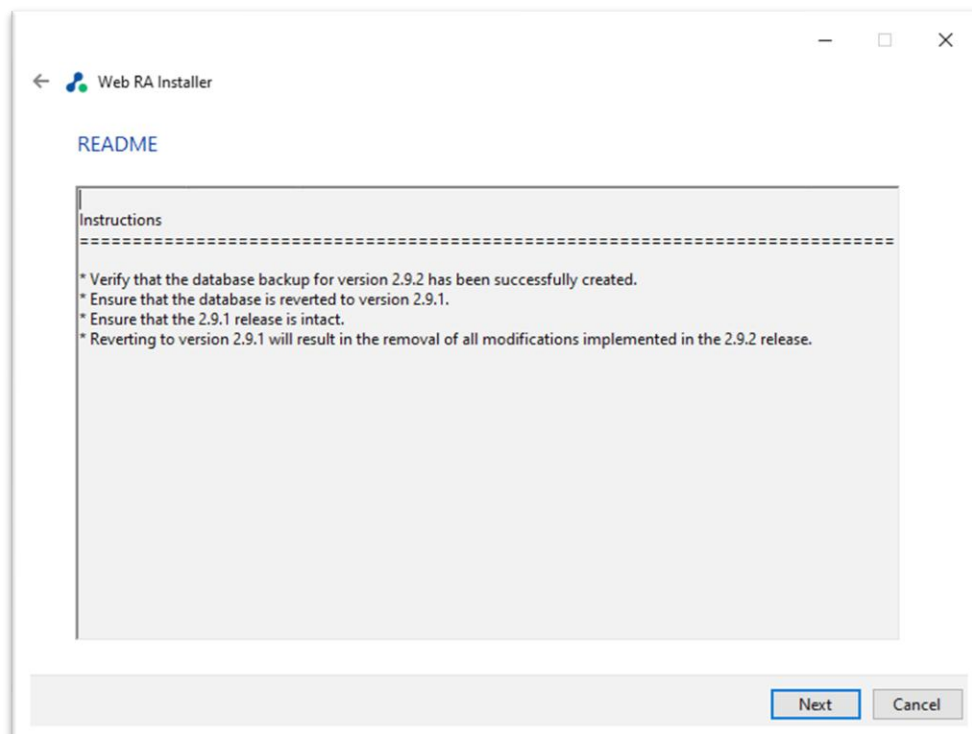 Web RA Installer
README
Instructions
=============================================================================
* Verify that the database backup for version 2.9.2 has been successfully created.
* Ensure that the database is reverted to version 2.9.1.
* Ensure that the 2.9.1 release is intact.
* Reverting to version 2.9.1 will result in the removal of all modifications implemented in the 2.9.2 release.
Next Cancel